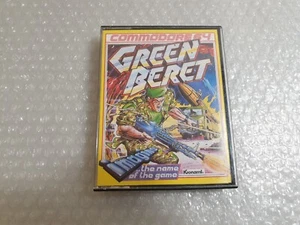 COMMODORE 64
GREEN
BERET
imagine
the name
of the game
Konami